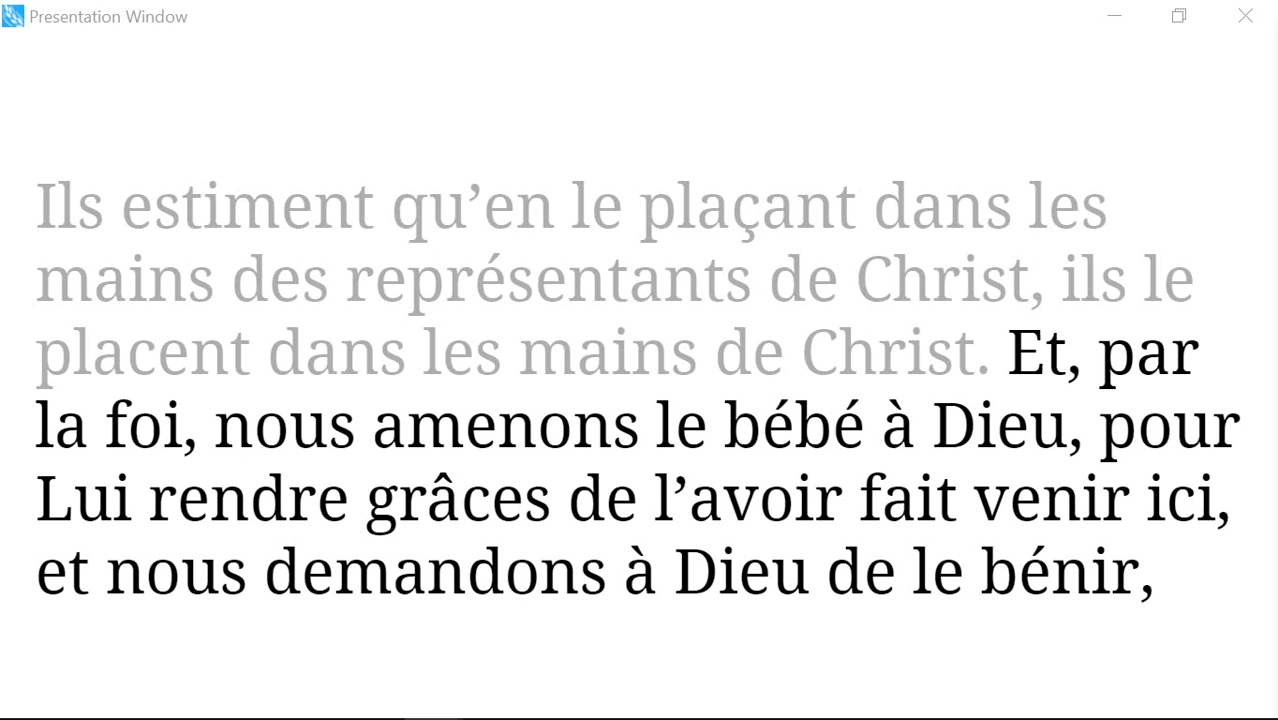 Presentation Window
Ils estiment qu’en le plaçant dans les
mains des représentants de Christ, ils le
placent dans les mains de Christ. Et, par
la foi, nous amenons le bébé à Dieu, pour
Lui rendre grâces de l’avoir fait venir ici,
et nous demandons à Dieu de le bénir,